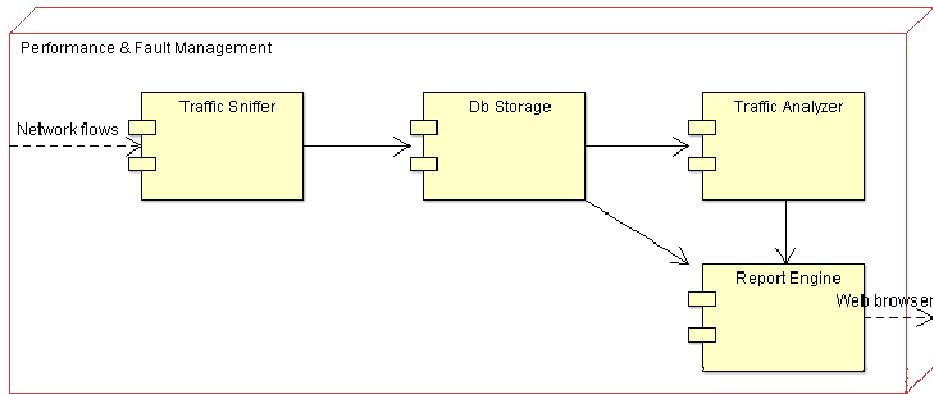 Performance & Fault Management
Traffic Sniffer
Db Storage
Traffic Analyzer
Network flows
Report Engine
Web browser